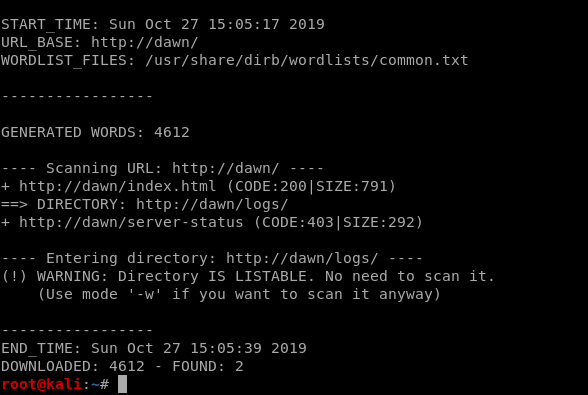 START_TIME: Sun Oct 27 15:05:17 2019
URL_BASE: http://dawn/
WORDLIST_FILES: /usr/share/dirb/wordlists/common.txt
-----------------
GENERATED WORDS: 4612
---- Scanning URL: http://dawn/ ----
+ http://dawn/index.html (CODE:200|SIZE:791)
==> DIRECTORY: http://dawn/logs/
+ http://dawn/server-status (CODE:403|SIZE:292)
---- Entering directory: http://dawn/logs/ ----
(!) WARNING: Directory IS LISTABLE. No need to scan it.
    (Use mode '-w' if you want to scan it anyway)
-----------------
END_TIME: Sun Oct 27 15:05:39 2019
DOWNLOADED: 4612 - FOUND: 2
root@kali:~#